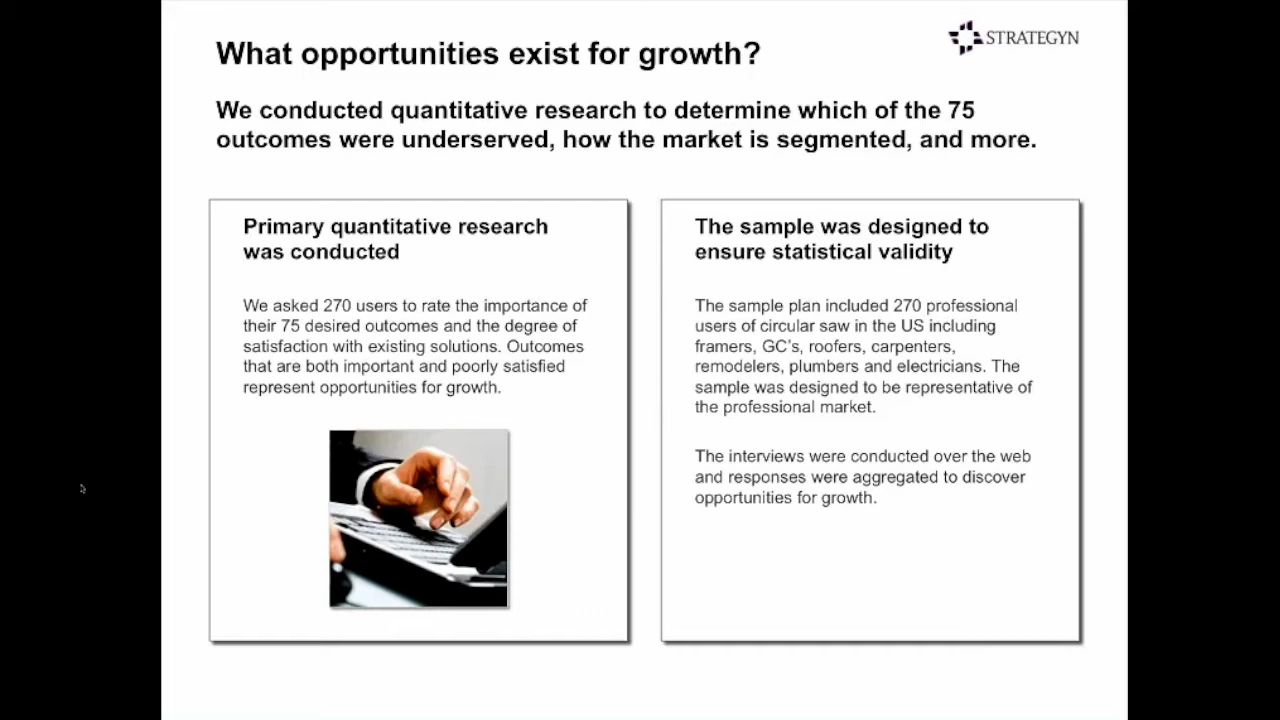 STRATEGYN
What opportunities exist for growth?
We conducted quantitative research to determine which of the 75
outcomes were underserved, how the market is segmented, and more.
Primary quantitative research
was conducted
We asked 270 users to rate the importance of
their 75 desired outcomes and the degree of
satisfaction with existing solutions. Outcomes
that are both important and poorly satisfied
represent opportunities for growth.
The sample was designed to
ensure statistical validity
The sample plan included 270 professional
users of circular saw in the US including
framers, GC's, roofers, carpenters,
remodelers, plumbers and electricians. The
sample was designed to be representative of
the professional market.
The interviews were conducted over the web
and responses were aggregated to discover
opportunities for growth.